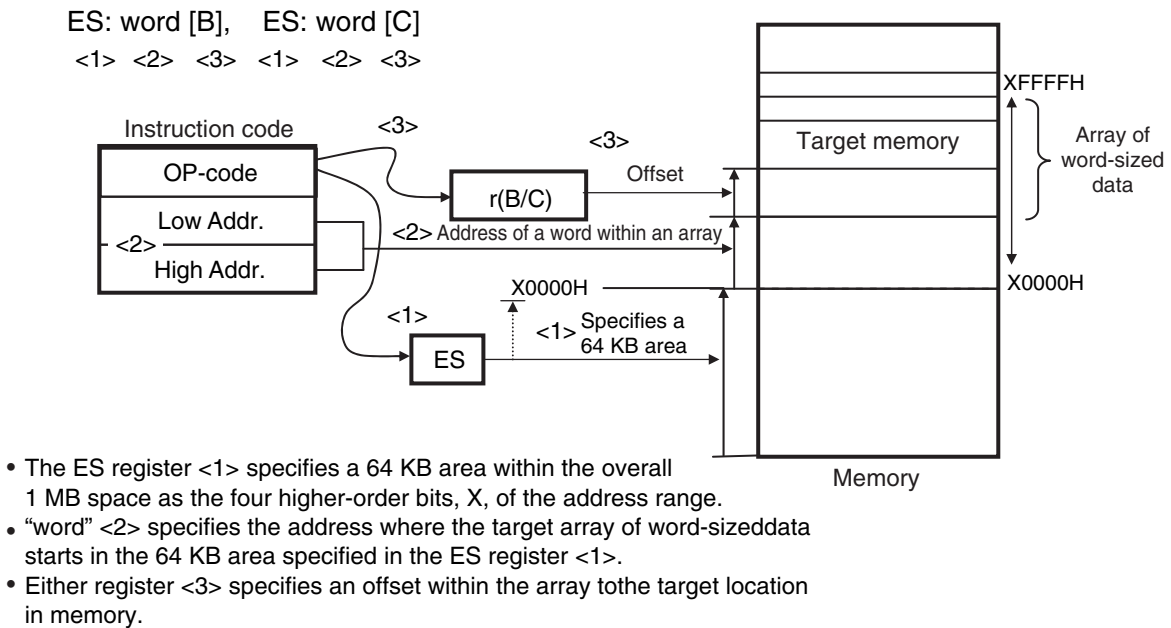 ES: word [B], ES: word [C]
<1> <2> <3> <1> <2> <3>
Instruction code
OP-code
Low Addr.
<2>
High Addr.
<3>
r(B/C)
<3>
Offset
<2> Address of a word within an array
X0000H
<1>
ES
<1> Specifies a
64 KB area
Target memory
XFFFFH
Array of
word-sized
data
X0000H
Memory
• The ES register <1> specifies a 64 KB area within the overall
1 MB space as the four higher-order bits, X, of the address range.
• “word” <2> specifies the address where the target array of word-sizeddata
starts in the 64 KB area specified in the ES register <1>.
• Either register <3> specifies an offset within the array tothe target location
in memory.